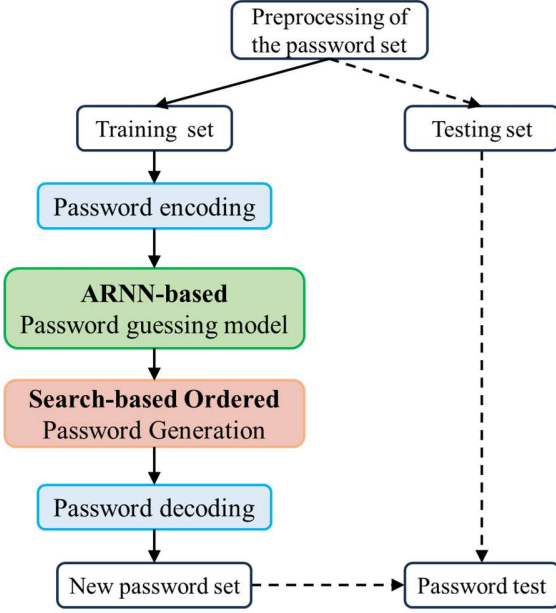 Preprocessing of
the password set
Training set
Testing set
Password encoding
ARNN-based
Password guessing model
Search-based Ordered
Password Generation
Password decoding
New password set
Password test